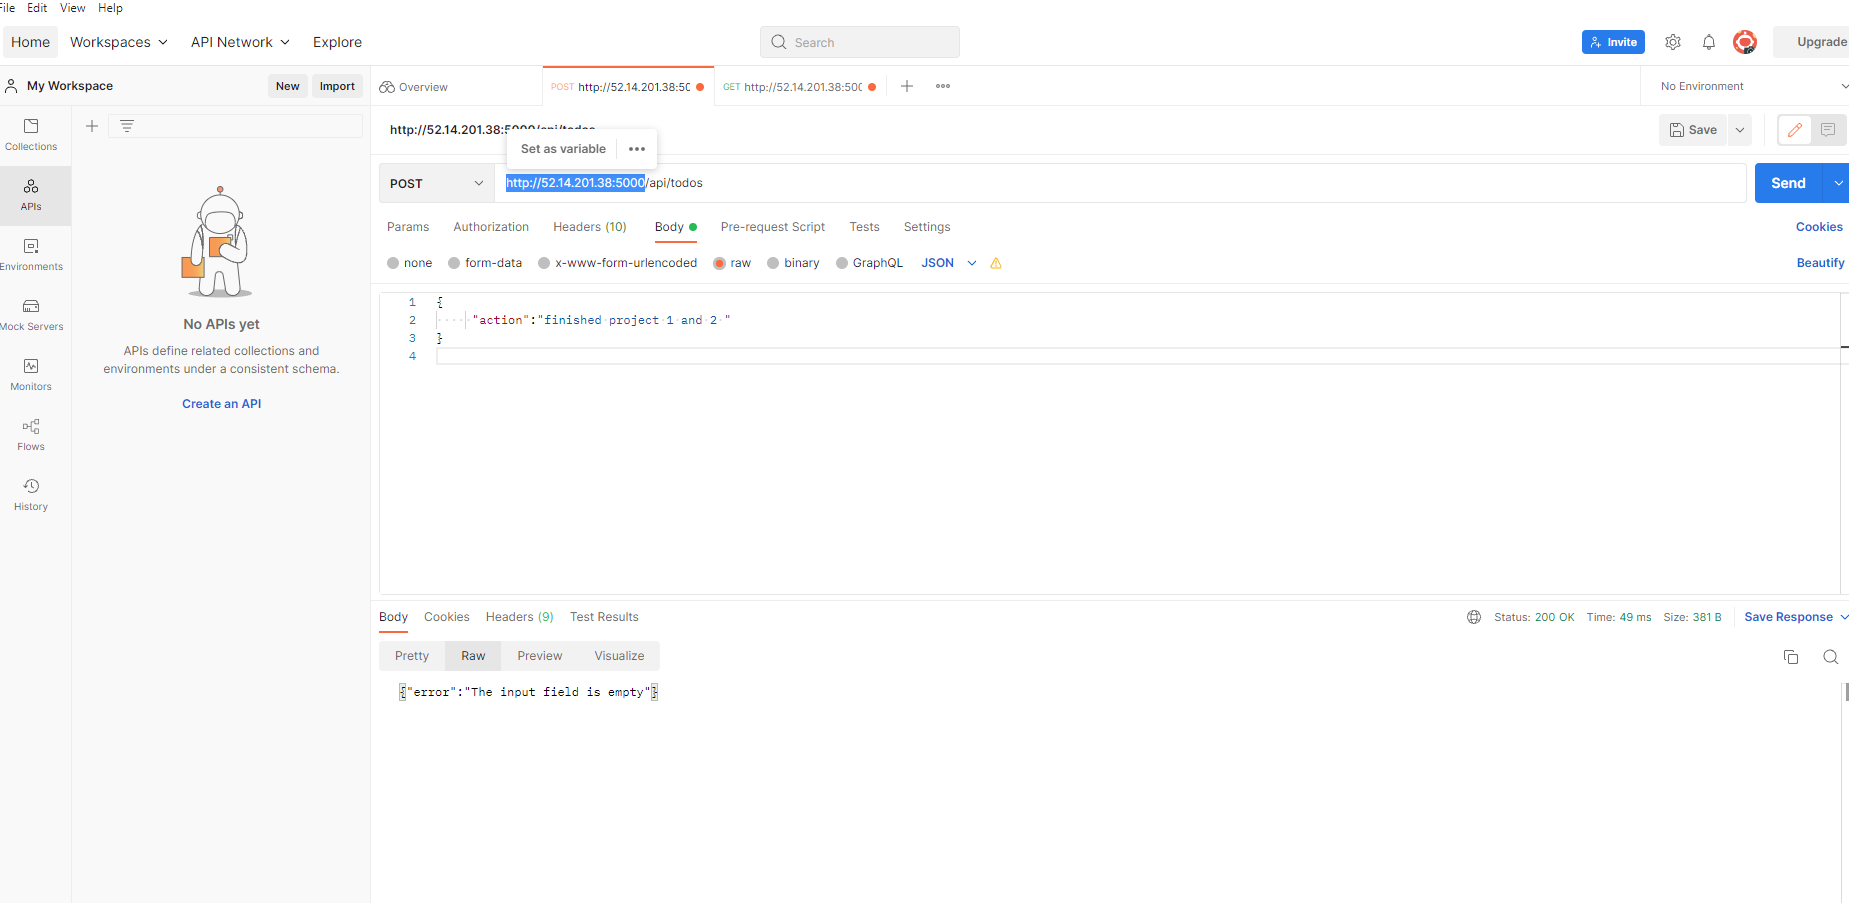 File Edit View Help
Home Workspaces API Network Explore Search Invite Upgrade
My Workspace New Import Overview POST http://52.14.201.38:50 GET http://52.14.201.38:500 No Environment
http://52.14.201.38:5000/api/todos Save
Set as variable
POST http://52.14.201.38:5000/api/todos Send
Params Authorization Headers (10) Body Pre-request Script Tests Settings Cookies
none form-data x-www-form-urlencoded raw binary GraphQL JSON Beautify
1 {
2 "action":"finished project 1 and 2 "
3 }
4
Collections
APIs
Environments
Mock Servers
Monitors
Flows
History
No APIs yet
APIs define related collections and
environments under a consistent schema.
Create an API
Body Cookies Headers (9) Test Results Status: 200 OK Time: 49 ms Size: 381 B Save Response
Pretty Raw Preview Visualize
{"error":"The input field is empty"}